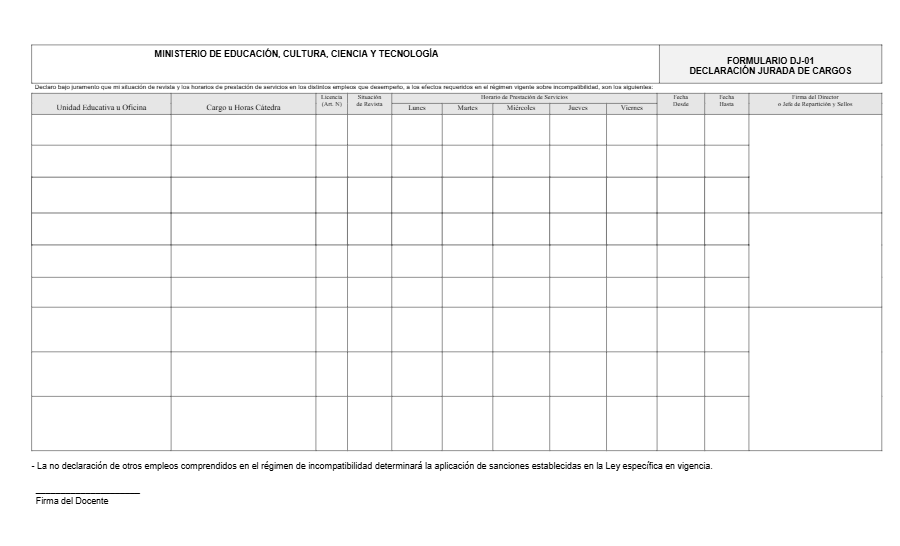 MINISTERIO DE EDUCACIÓN, CULTURA, CIENCIA Y TECNOLOGÍA
FORMULARIO DJ-01
DECLARACIÓN JURADA DE CARGOS
Declaro bajo juramento que mi situación de revista y los horarios de prestación de servicios en los distintos empleos que desempeño, a los efectos requeridos en el régimen vigente sobre incompatibilidad, son los siguientes:
Unidad Educativa u Oficina
Cargo u Horas Cátedra
Licencia
(Art. N)
Situación
de Revista
Horario de Prestación de Servicios
Lunes
Martes
Miércoles
Jueves
Viernes
Fecha
Desde
Fecha
Hasta
Firma del Director
o Jefe de Repartición y Sellos
- La no declaración de otros empleos comprendidos en el régimen de incompatibilidad determinará la aplicación de sanciones establecidas en la Ley específica en vigencia.
Firma del Docente